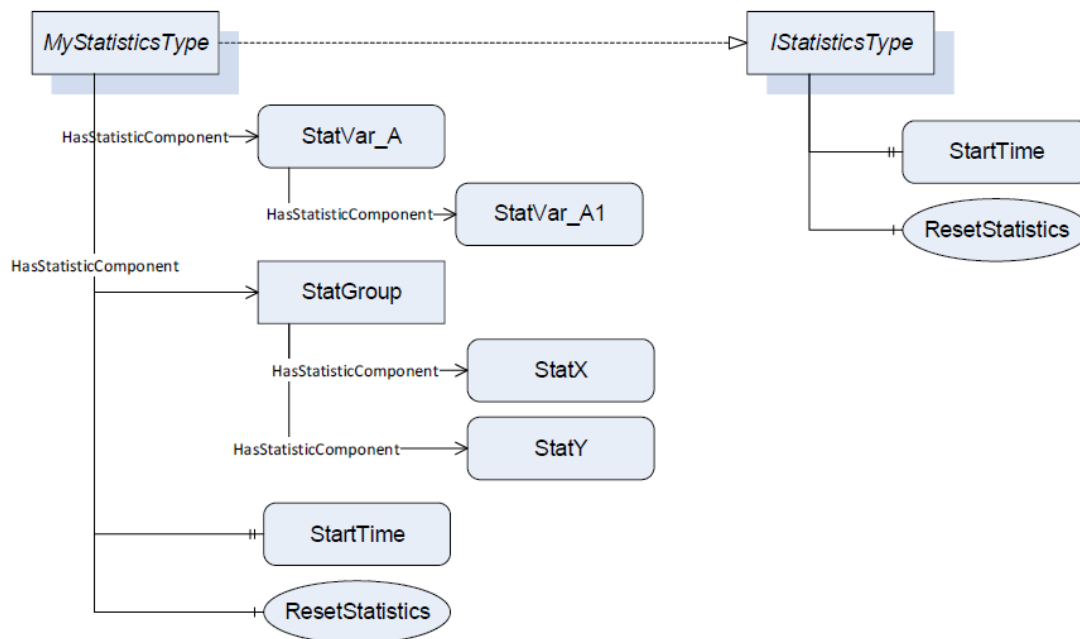 MyStatisticsType
IStatisticsType
HasStatisticComponent
StatVar_A
StartTime
HasStatisticComponent
StatVar_A1
ResetStatistics
HasStatisticComponent
StatGroup
HasStatisticComponent
StatX
HasStatisticComponent
StatY
StartTime
ResetStatistics